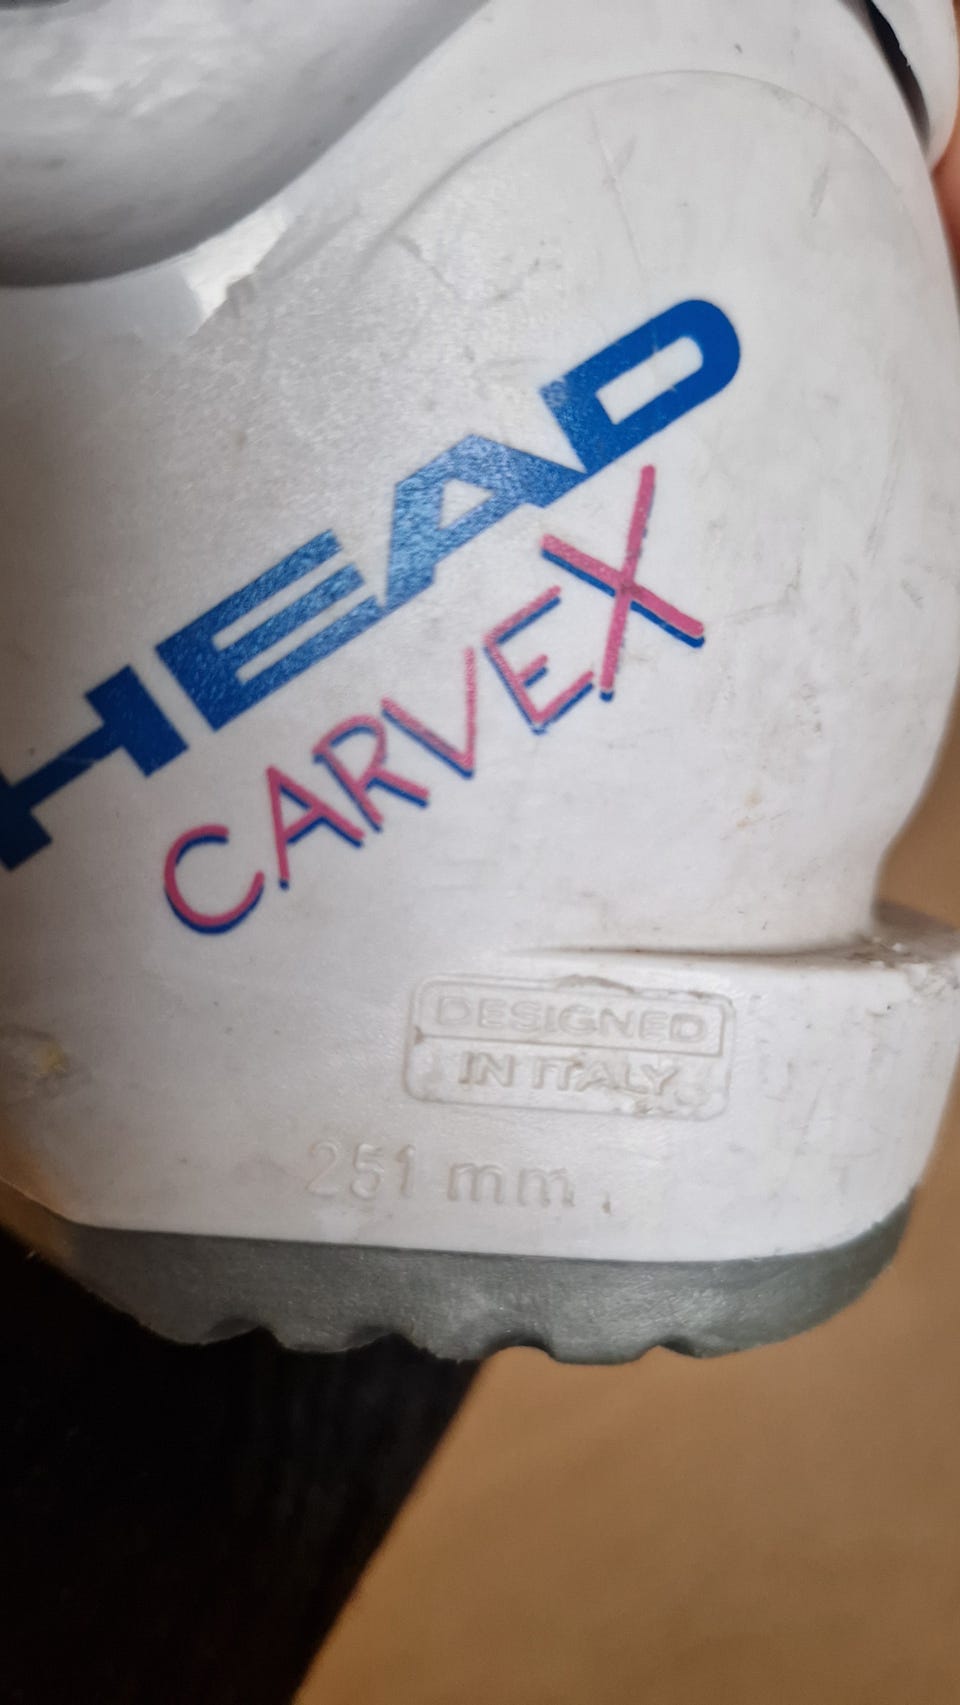 HEAD
CARVEX
DESIGNED
IN ITALY
251 mm